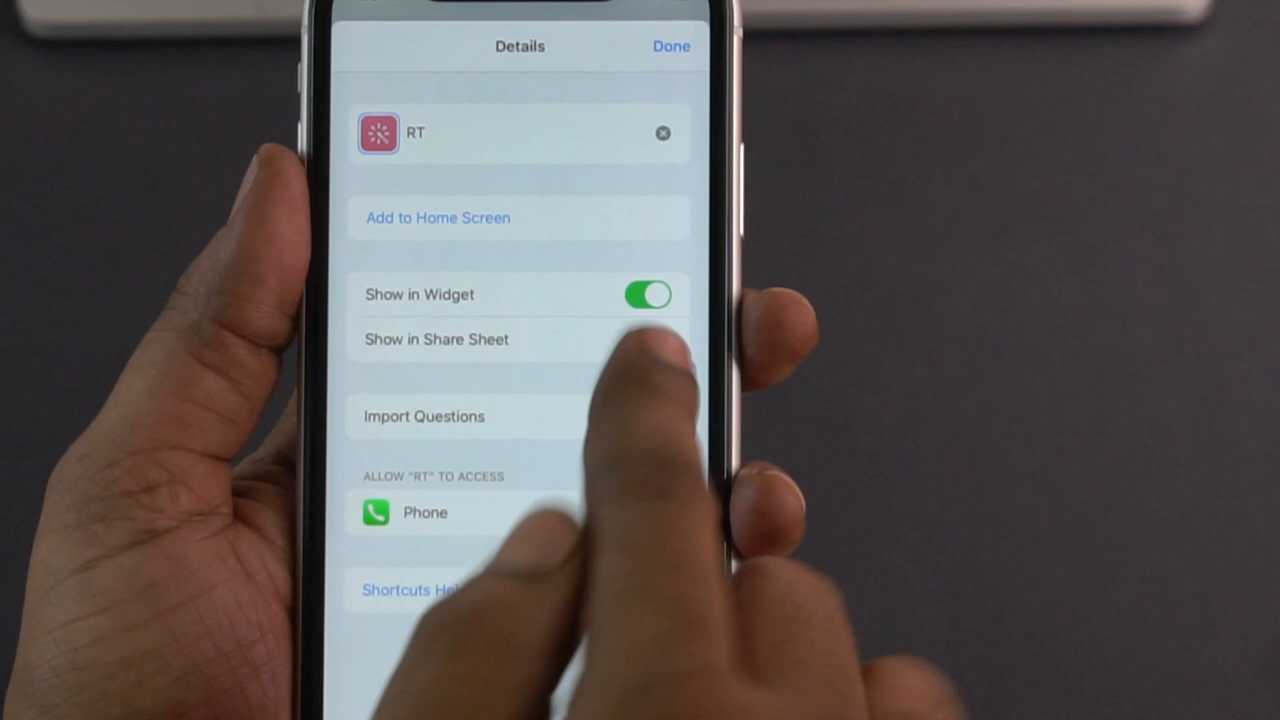 Details
Done
RT
Add to Home Screen
Show in Widget
Show in Share Sheet
Import Questions
ALLOW "RT" TO ACCESS
Phone
Shortcuts